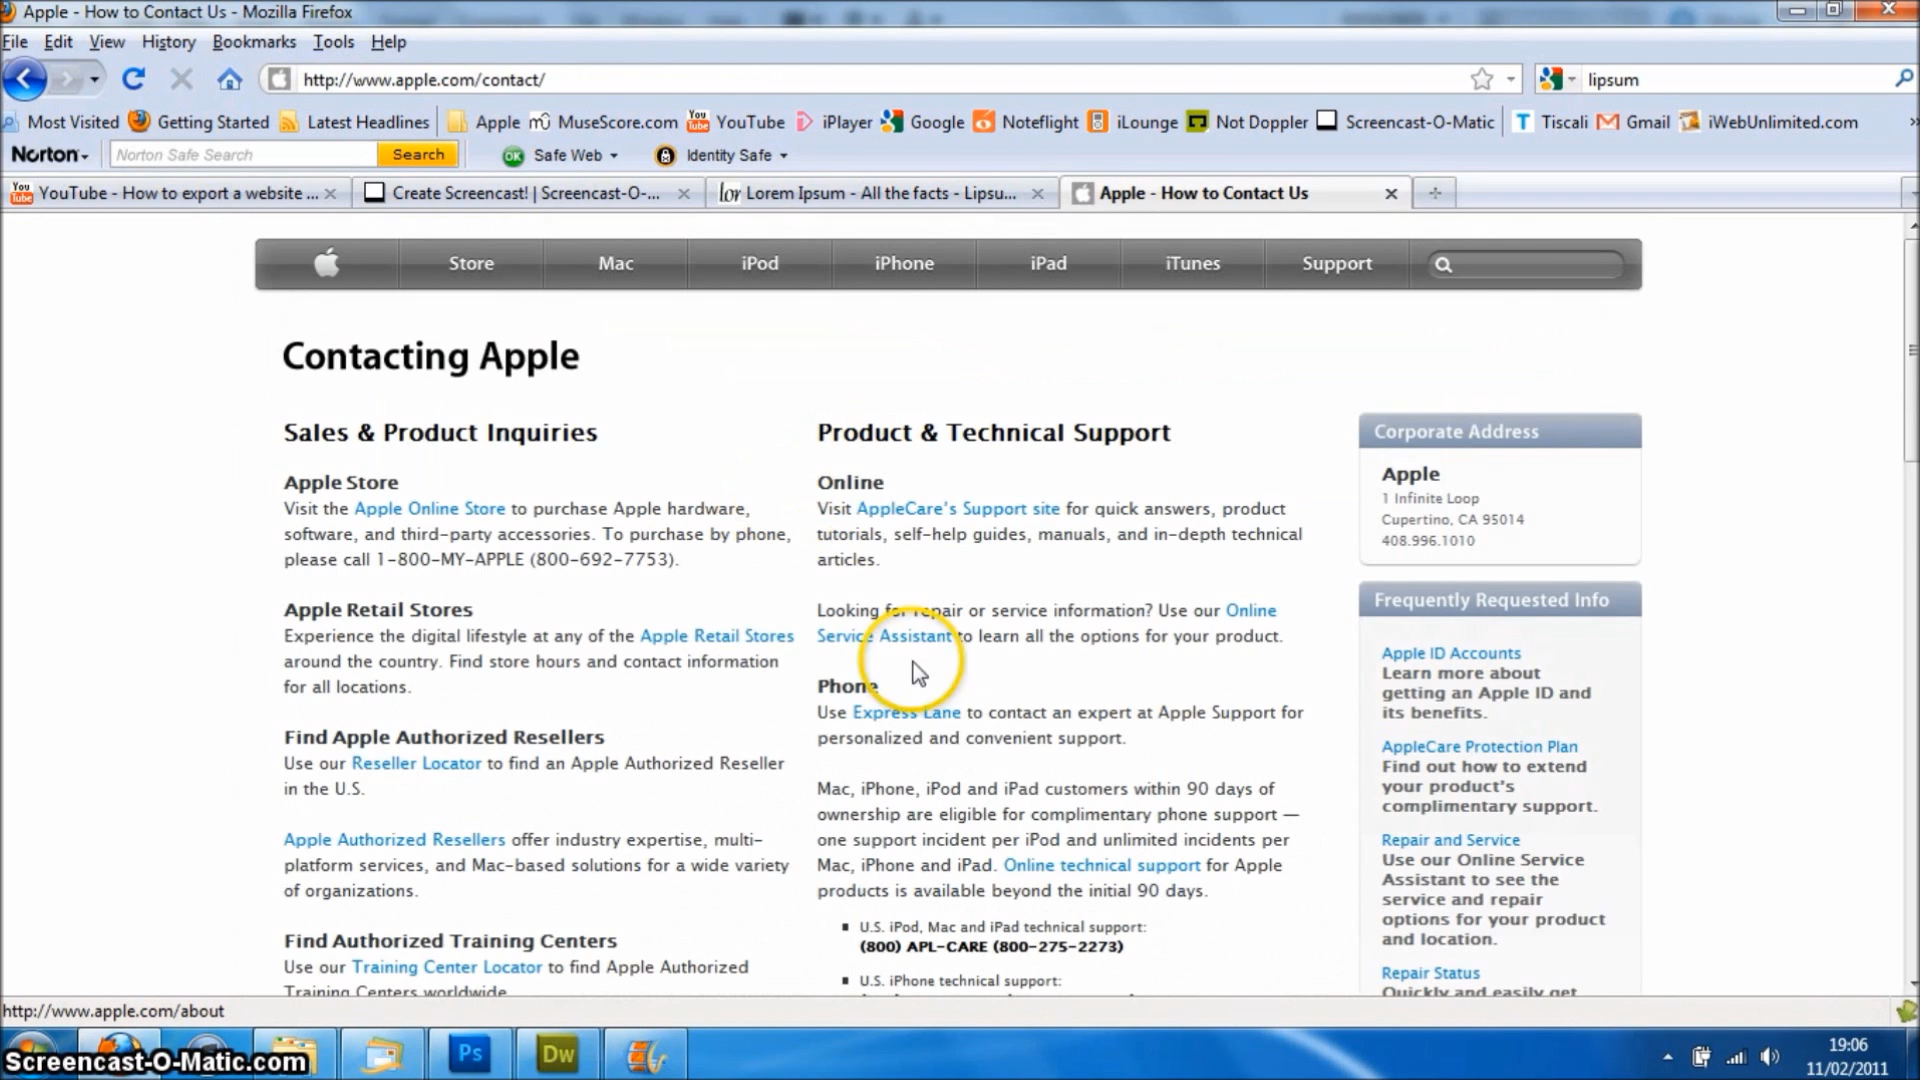 Apple - How to Contact Us - Mozilla Firefox
File Edit View History Bookmarks Tools Help
http://www.apple.com/contact/
lipsum
Most Visited Getting Started Latest Headlines Apple MuseScore.com YouTube iPlayer Google Noteflight iLounge Not Doppler Screencast-O-Matic Tiscali Gmail iWebUnlimited.com »
Norton Norton Safe Search Search OK Safe Web Identity Safe
YouTube - How to export a website ... Create Screencast! | Screencast-O-... Lorem Ipsum - All the facts - Lipsu... Apple - How to Contact Us
Store Mac iPod iPhone iPad iTunes Support
Contacting Apple
Sales & Product Inquiries
Apple Store
Visit the Apple Online Store to purchase Apple hardware,
software, and third-party accessories. To purchase by phone,
please call 1-800-MY-APPLE (800-692-7753).
Apple Retail Stores
Experience the digital lifestyle at any of the Apple Retail Stores
around the country. Find store hours and contact information
for all locations.
Find Apple Authorized Resellers
Use our Reseller Locator to find an Apple Authorized Reseller
in the U.S.
Apple Authorized Resellers offer industry expertise, multi-
platform services, and Mac-based solutions for a wide variety
of organizations.
Find Authorized Training Centers
Use our Training Center Locator to find Apple Authorized
Training Centers worldwide
Product & Technical Support
Online
Visit AppleCare's Support site for quick answers, product
tutorials, self-help guides, manuals, and in-depth technical
articles.
Looking for repair or service information? Use our Online
Service Assistant to learn all the options for your product.
Phone
Use Express Lane to contact an expert at Apple Support for
personalized and convenient support.
Mac, iPhone, iPod and iPad customers within 90 days of
ownership are eligible for complimentary phone support —
one support incident per iPod and unlimited incidents per
Mac, iPhone and iPad. Online technical support for Apple
products is available beyond the initial 90 days.
U.S. iPod, Mac and iPad technical support:
(800) APL-CARE (800-275-2273)
U.S. iPhone technical support:
Corporate Address
Apple
1 Infinite Loop
Cupertino, CA 95014
408.996.1010
Frequently Requested Info
Apple ID Accounts
Learn more about
getting an Apple ID and
its benefits.
AppleCare Protection Plan
Find out how to extend
your product's
complimentary support.
Repair and Service
Use our Online Service
Assistant to see the
service and repair
options for your product
and location.
Repair Status
Quickly and easily get
http://www.apple.com/about
Screencast-O-Matic.com
Ps Dw
19:06
11/02/2011